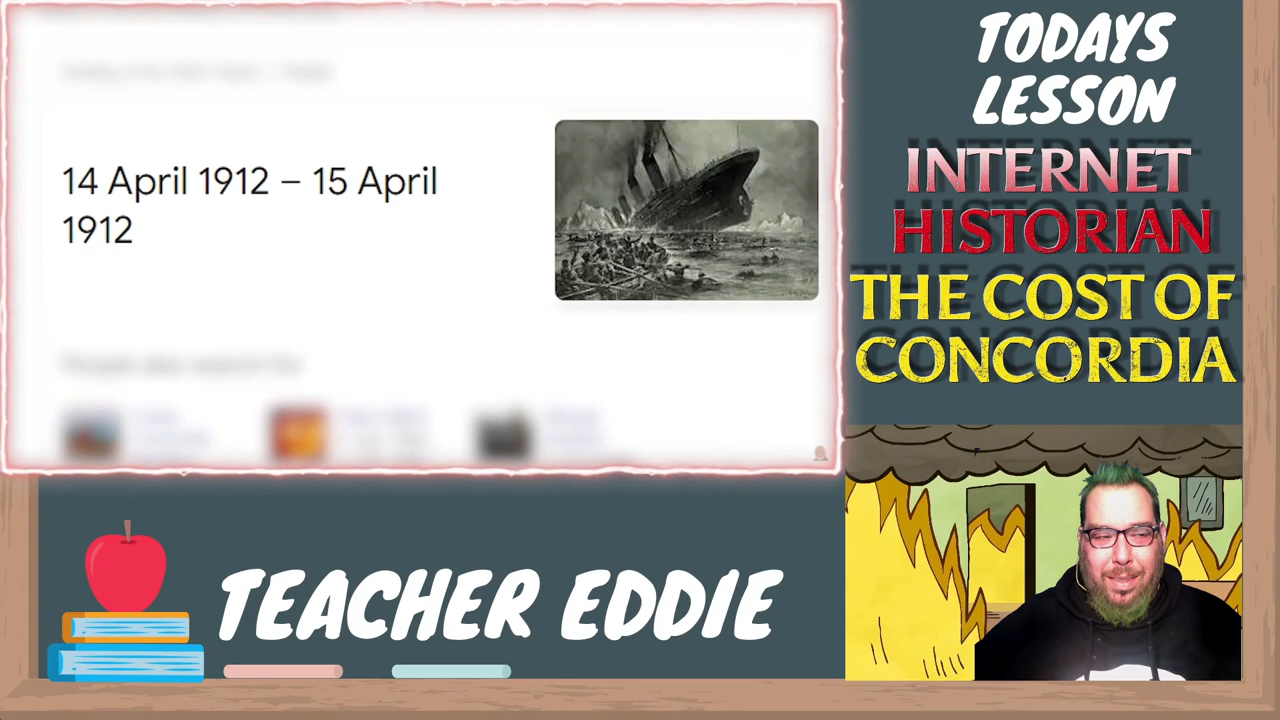 14 April 1912 – 15 April
1912
TODAYS
LESSON
INTERNET
HISTORIAN
THE COST OF
CONCORDIA
TEACHER EDDIE